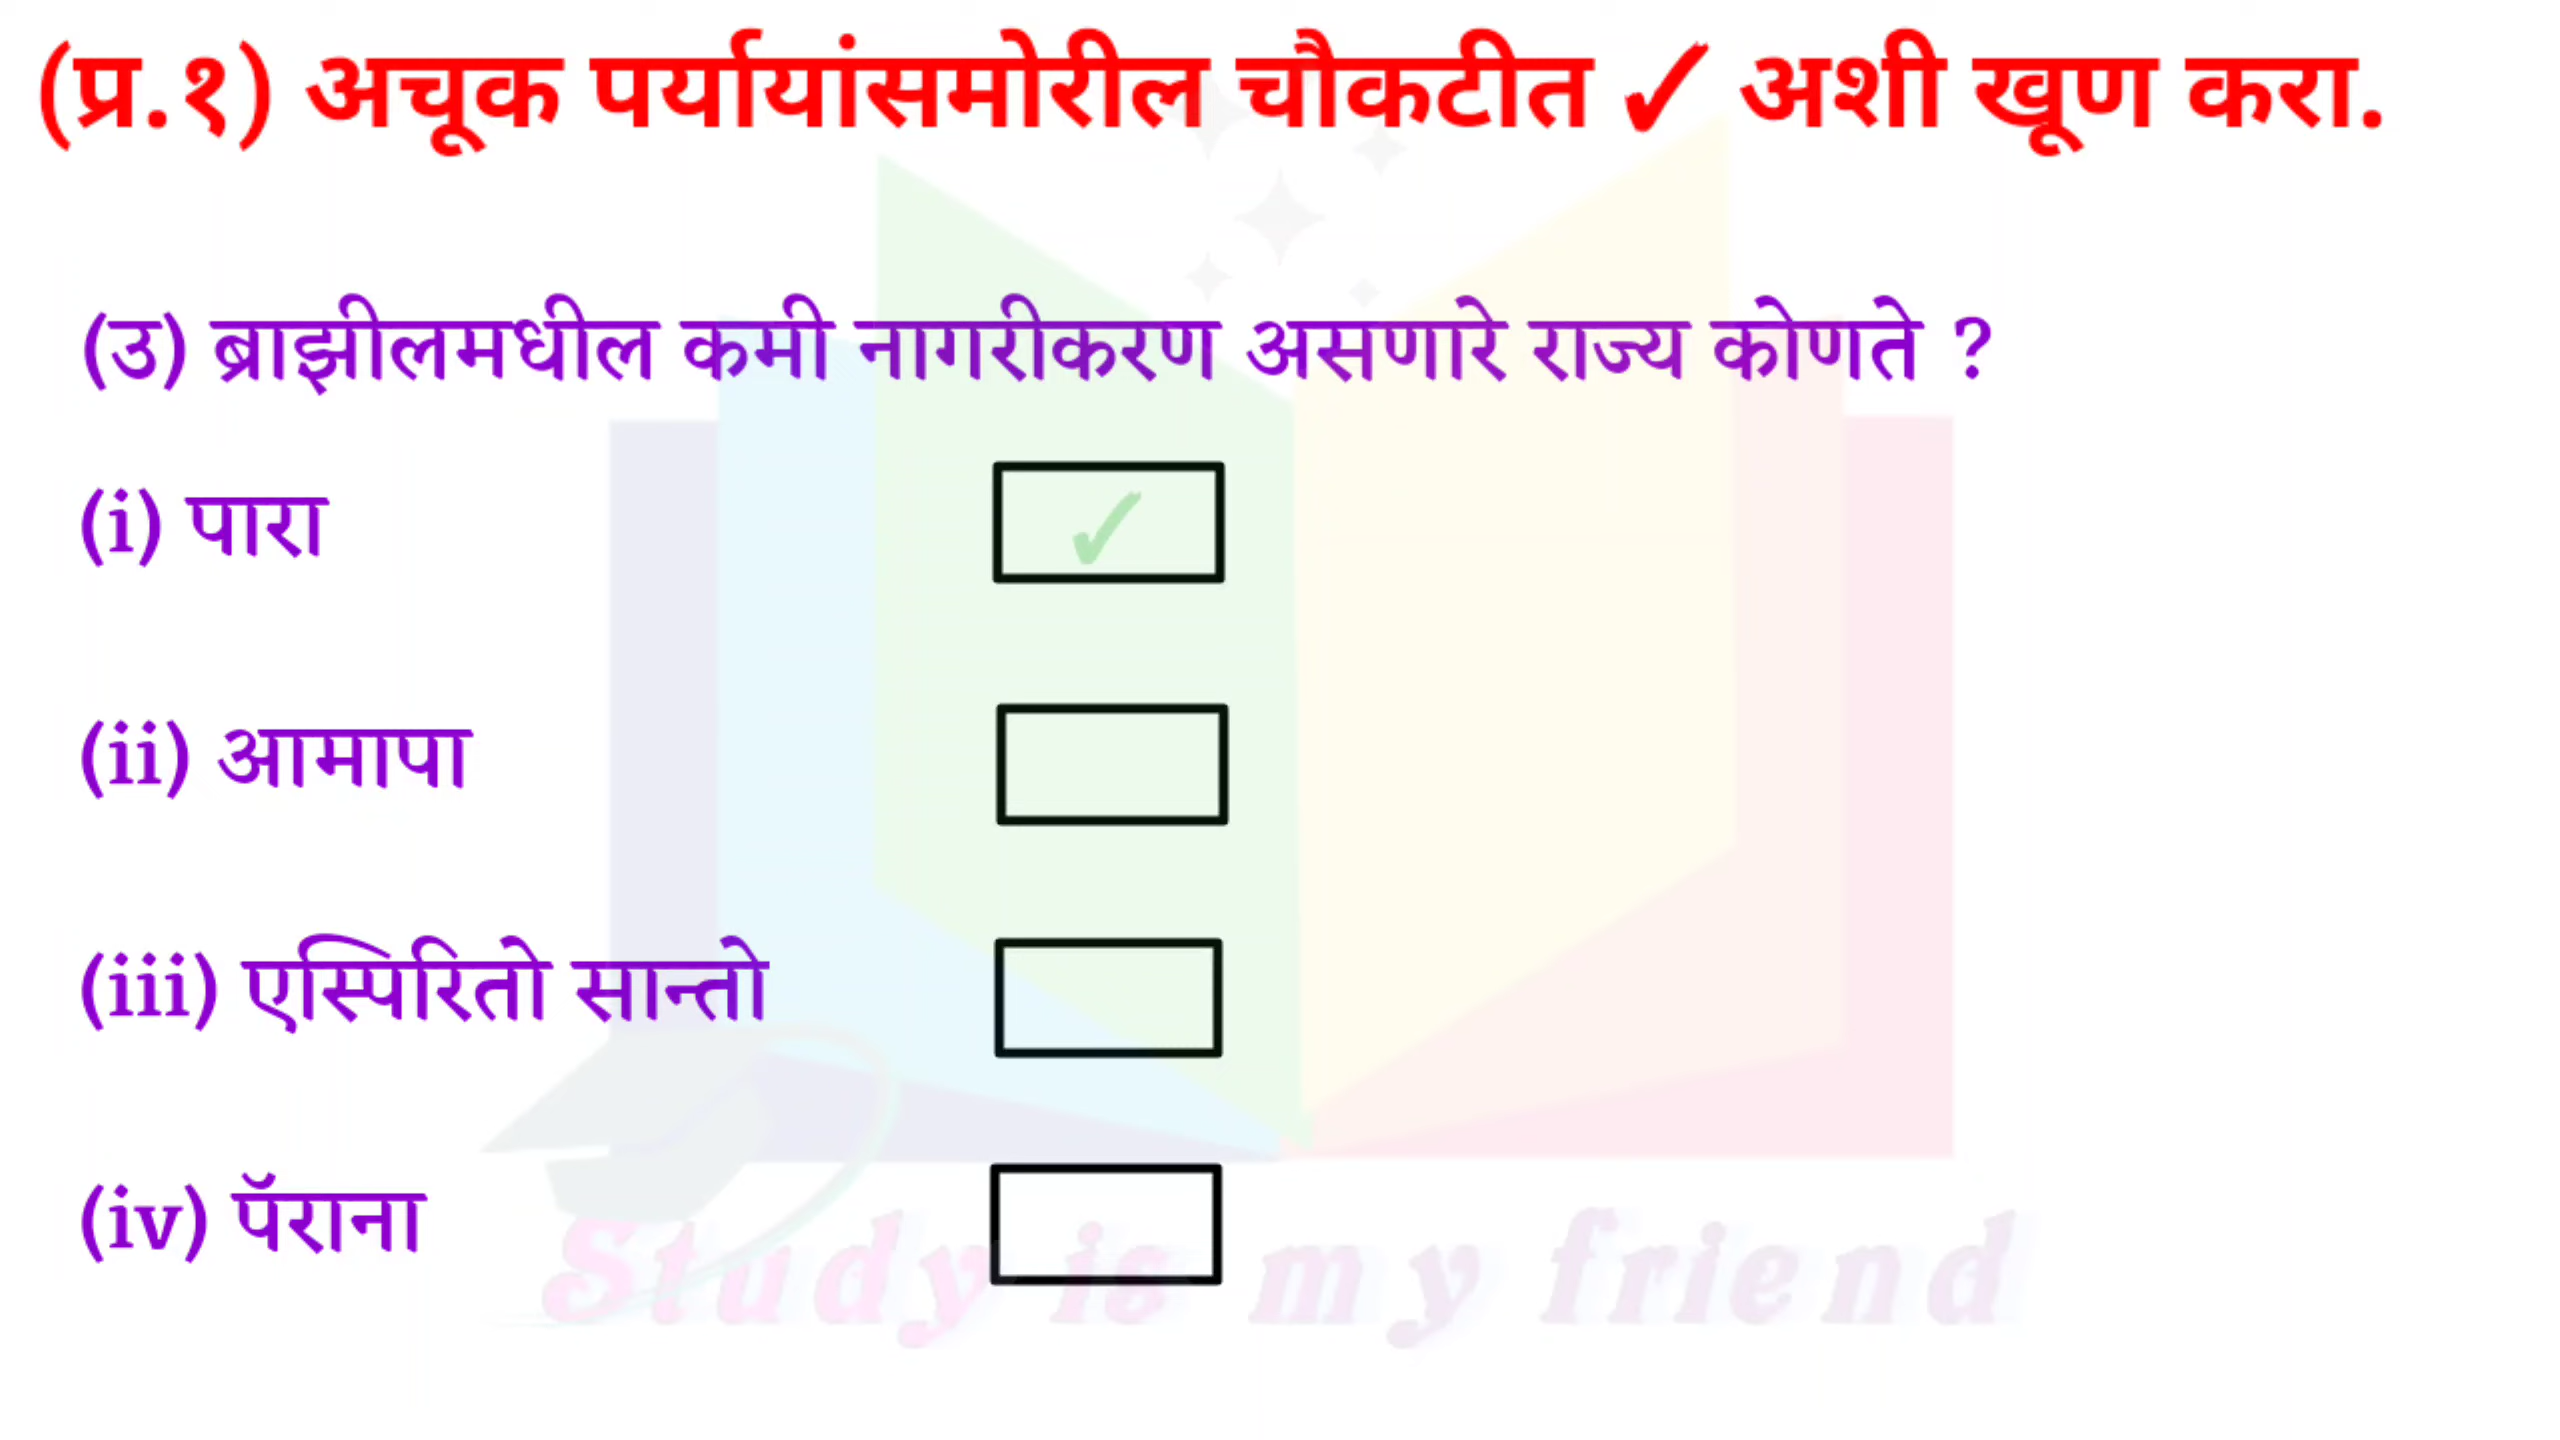 (प्र.१) अचूक पर्यायांसमोरील चौकटीत ✓ अशी खूण करा.
(उ) ब्राझीलमधील कमी नागरीकरण असणारे राज्य कोणते ?
(i) पारा ✓
(ii) आमापा
(iii) एस्पिरितो सान्तो
(iv) पॅराना
Study is my friend